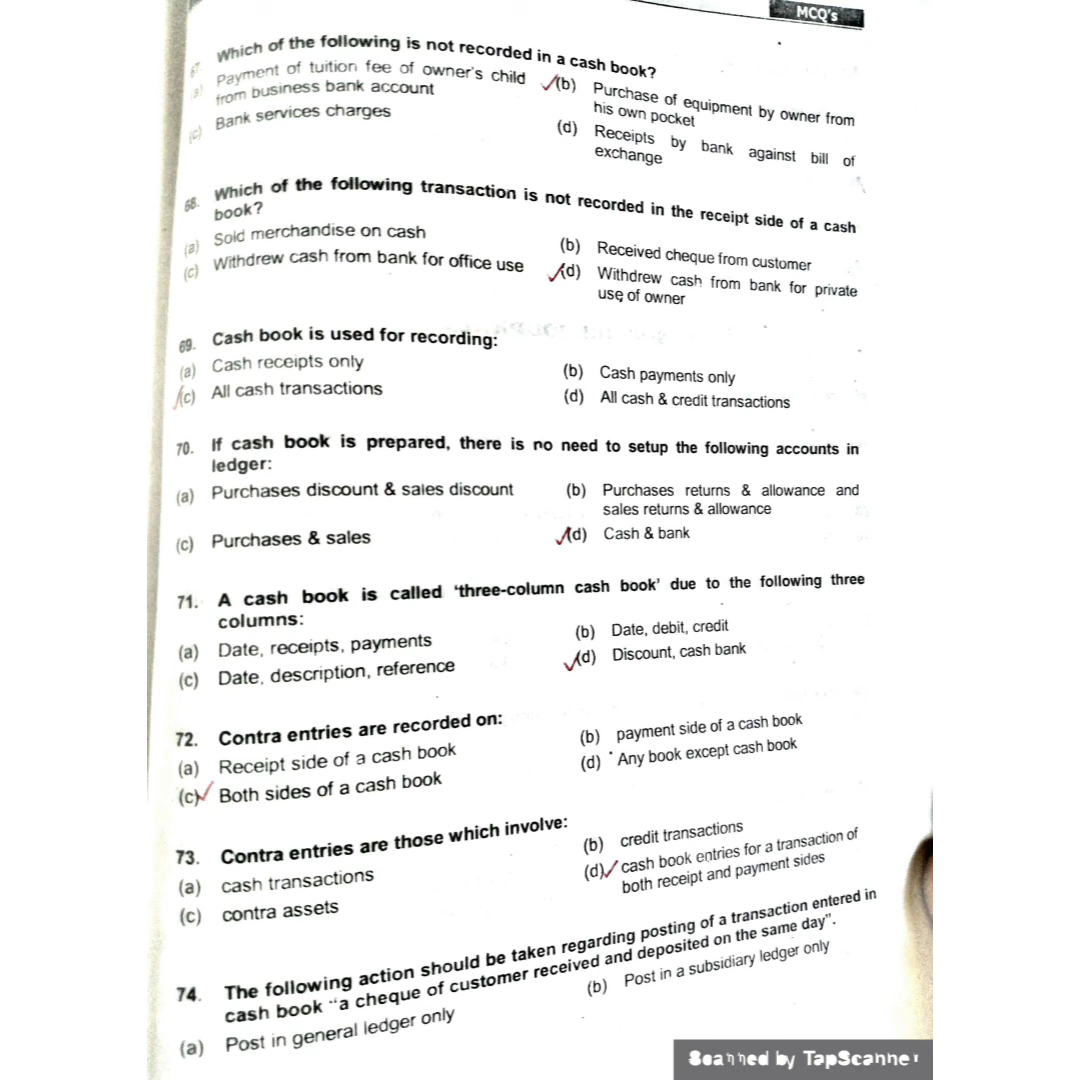 MCQ's
67. Which of the following is not recorded in a cash book?
(a) Payment of tuition fee of owner's child from business bank account
(b) Purchase of equipment by owner from his own pocket
(c) Bank services charges
(d) Receipts by bank against bill of exchange
68. Which of the following transaction is not recorded in the receipt side of a cash
book?
(a) Sold merchandise on cash
(b) Received cheque from customer
(c) Withdrew cash from bank for office use
(d) Withdrew cash from bank for private
use of owner
69. Cash book is used for recording:
(a) Cash receipts only
(b) Cash payments only
(c) All cash transactions
(d) All cash & credit transactions
70. If cash book is prepared, there is no need to setup the following accounts in
ledger:
(a) Purchases discount & sales discount
(b) Purchases returns & allowance and
sales returns & allowance
(c) Purchases & sales
(d) Cash & bank
71. A cash book is called 'three-column cash book' due to the following three
columns:
(a) Date, receipts, payments
(b) Date, debit, credit
(c) Date, description, reference
(d) Discount, cash bank
72. Contra entries are recorded on:
(a) Receipt side of a cash book
(b) payment side of a cash book
(c) Both sides of a cash book
(d) Any book except cash book
73. Contra entries are those which involve:
(a) cash transactions
(b) credit transactions
(c) contra assets
(d) cash book entries for a transaction of
both receipt and payment sides
74. The following action should be taken regarding posting of a transaction entered in
cash book "a cheque of customer received and deposited on the same day".
(a) Post in general ledger only
(b) Post in a subsidiary ledger only
Scanned by TapScanner